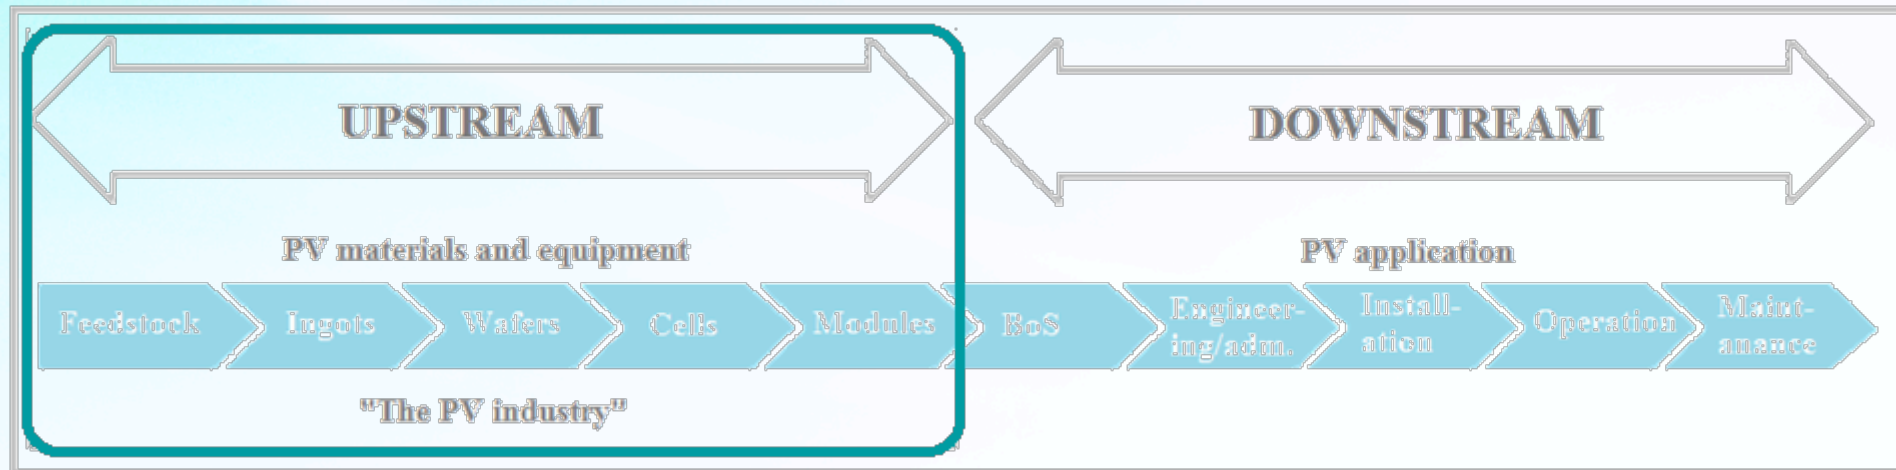 UPSTREAM
DOWNSTREAM
PV materials and equipment
PV application
Feedstock
Ingots
Wafers
Cells
Modules
BoS
Engineer-
ing/adm.
Install-
ation
Operation
Maint-
anance
"The PV industry"